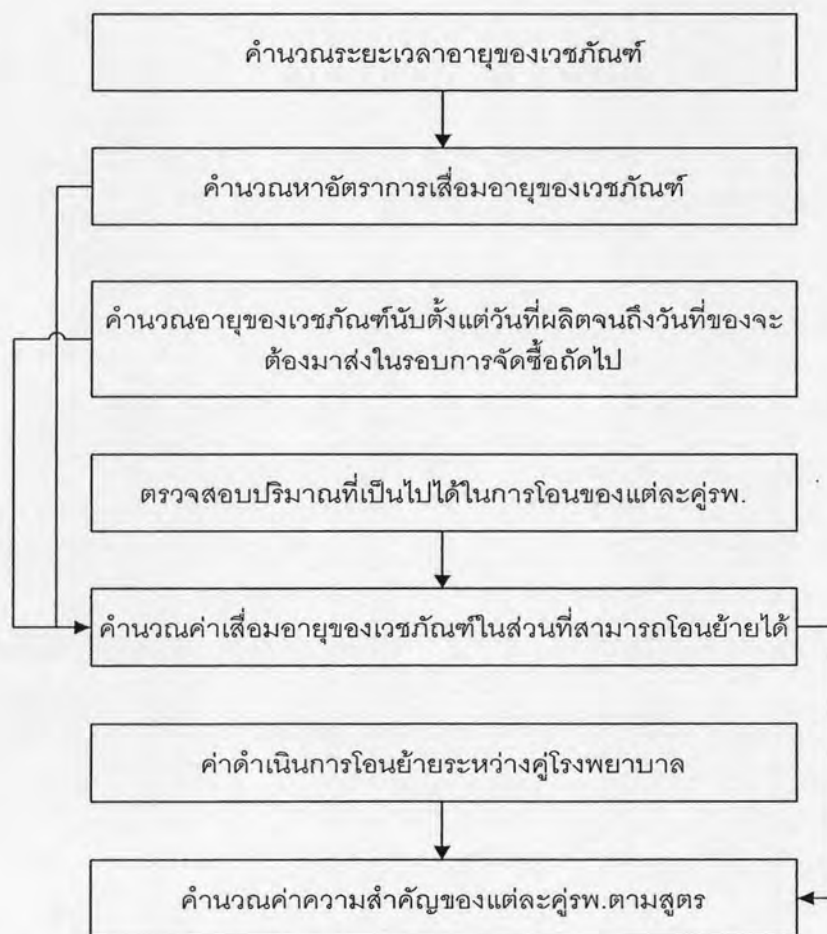 คำนวณระยะเวลาอายุของเวชภัณฑ์
คำนวณหาอัตราการเสื่อมอายุของเวชภัณฑ์
คำนวณอายุของเวชภัณฑ์นับตั้งแต่วันที่ผลิตจนถึงวันที่ของจะ
ต้องมาส่งในรอบการจัดซื้อถัดไป
ตรวจสอบปริมาณที่เป็นไปได้ในการโอนของแต่ละคู่รพ.
คำนวณค่าเสื่อมอายุของเวชภัณฑ์ในส่วนที่สามารถโอนย้ายได้
ค่าดำเนินการโอนย้ายระหว่างคู่โรงพยาบาล
คำนวณค่าความสำคัญของแต่ละคู่รพ.ตามสูตร